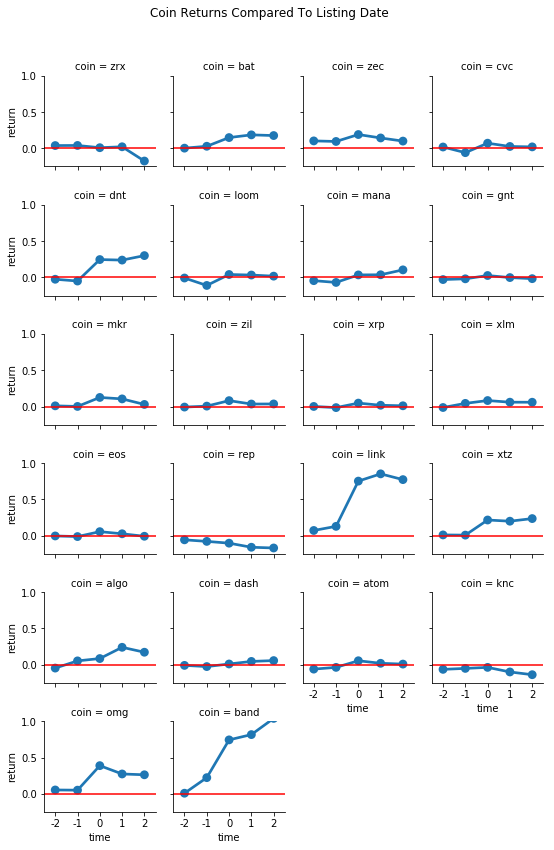 Coin Returns Compared To Listing Date
coin = zrx
coin = bat
coin = zec
coin = cvc
1.0
0.5
0.0
return
coin = dnt
coin = loom
coin = mana
coin = gnt
1.0
0.5
0.0
return
coin = mkr
coin = zil
coin = xrp
coin = xlm
1.0
0.5
0.0
return
coin = eos
coin = rep
coin = link
coin = xtz
1.0
0.5
0.0
return
coin = algo
coin = dash
coin = atom
coin = knc
1.0
0.5
0.0
return
-2 -1 0 1 2
time
-2 -1 0 1 2
time
coin = omg
coin = band
1.0
0.5
0.0
return
-2 -1 0 1 2
time
-2 -1 0 1 2
time